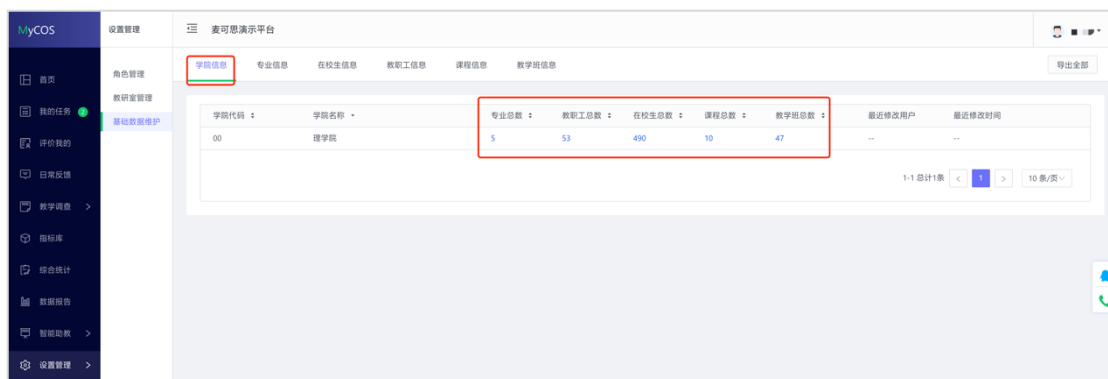 MyCOS
设置管理
麦可思演示平台
学院信息 专业信息 在校生信息 教职工信息 课程信息 教学班信息
导出全部
首页
我的任务 2
评价我的
日常反馈
教学调查 >
指标库
综合统计
数据报告
智能助教 >
设置管理 >
角色管理
教研室管理
基础数据维护
学院代码 学院名称 专业总数 教职工总数 在校生总数 课程总数 教学班总数 最近修改用户 最近修改时间
00 理学院 5 53 490 10 47 -- --
1-1 总计1条 < 1 > 10 条/页